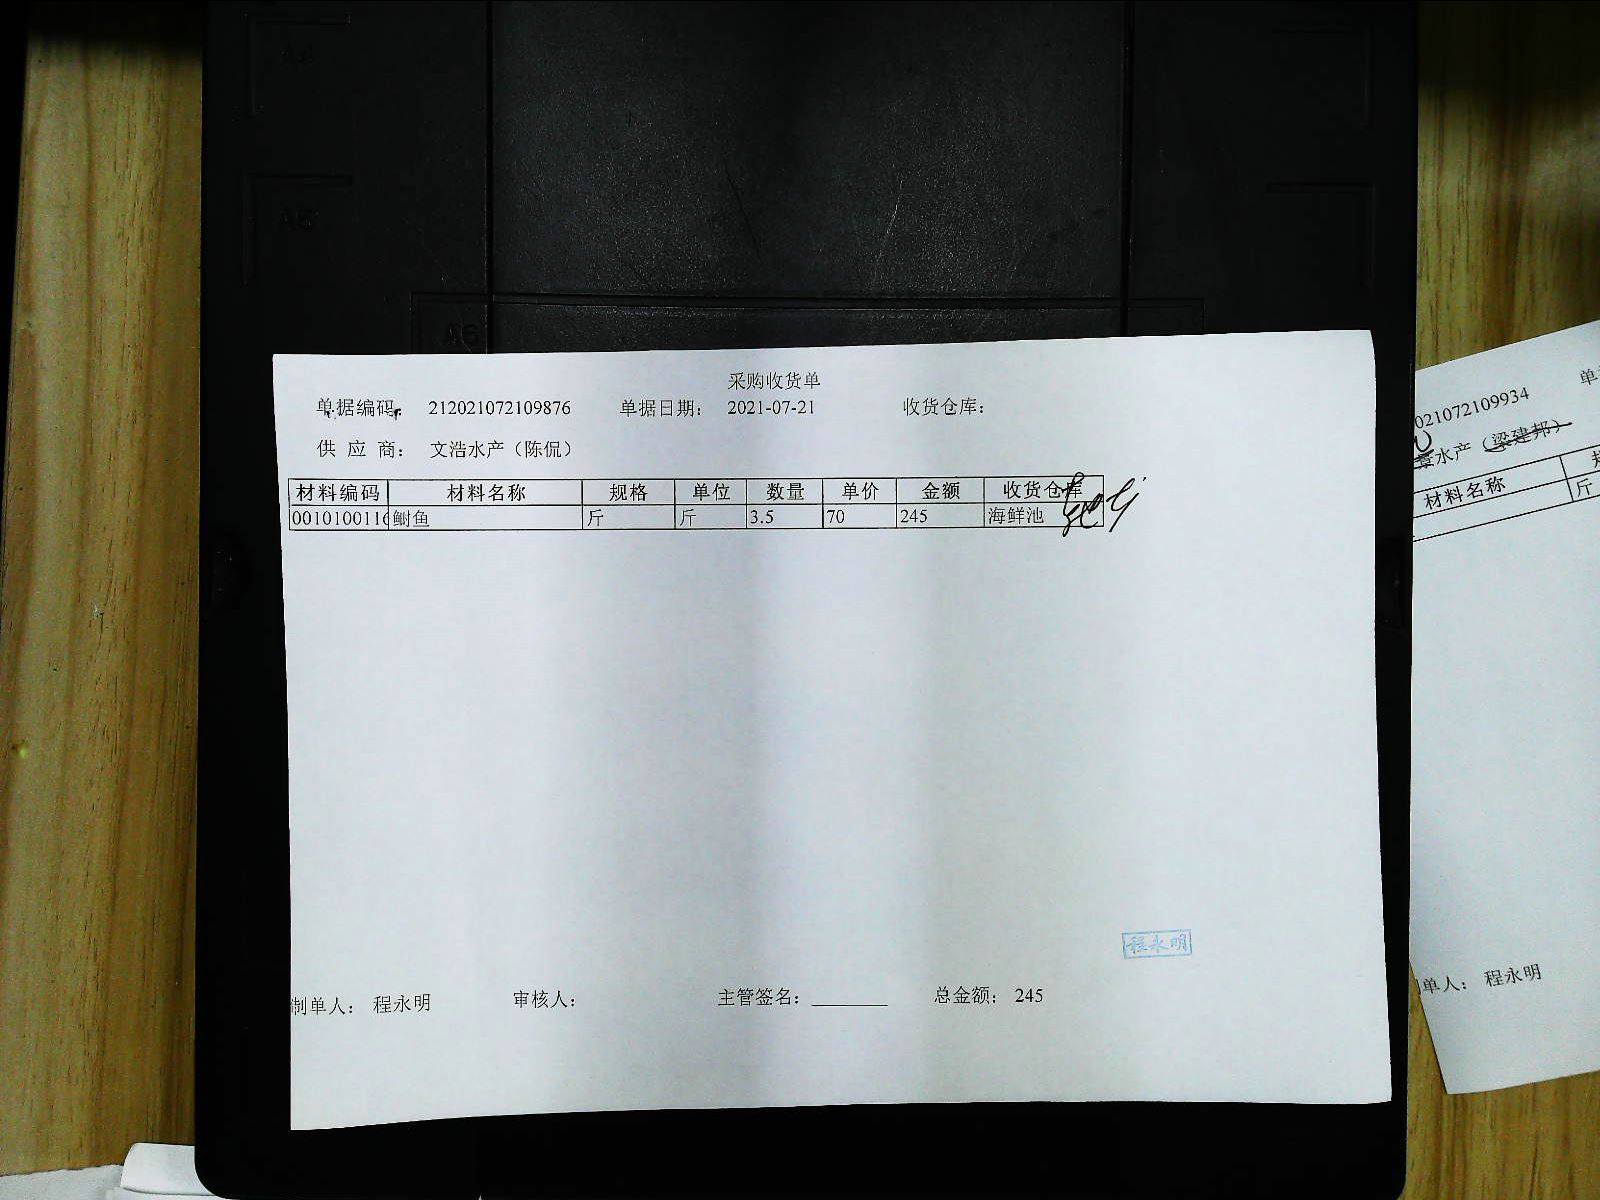 A5
A6
采购收货单
单据编码: 212021072109876 单据日期: 2021-07-21 收货仓库:
供 应 商: 文浩水产（陈侃）
材料编码 材料名称 规格 单位 数量 单价 金额 收货仓库
0010100116 鲥鱼 斤 斤 3.5 70 245 海鲜池
程永明
制单人: 程永明 审核人: 主管签名: 总金额: 245
021072109934 单
水产（梁建邦）
材料名称
斤
单人: 程永明